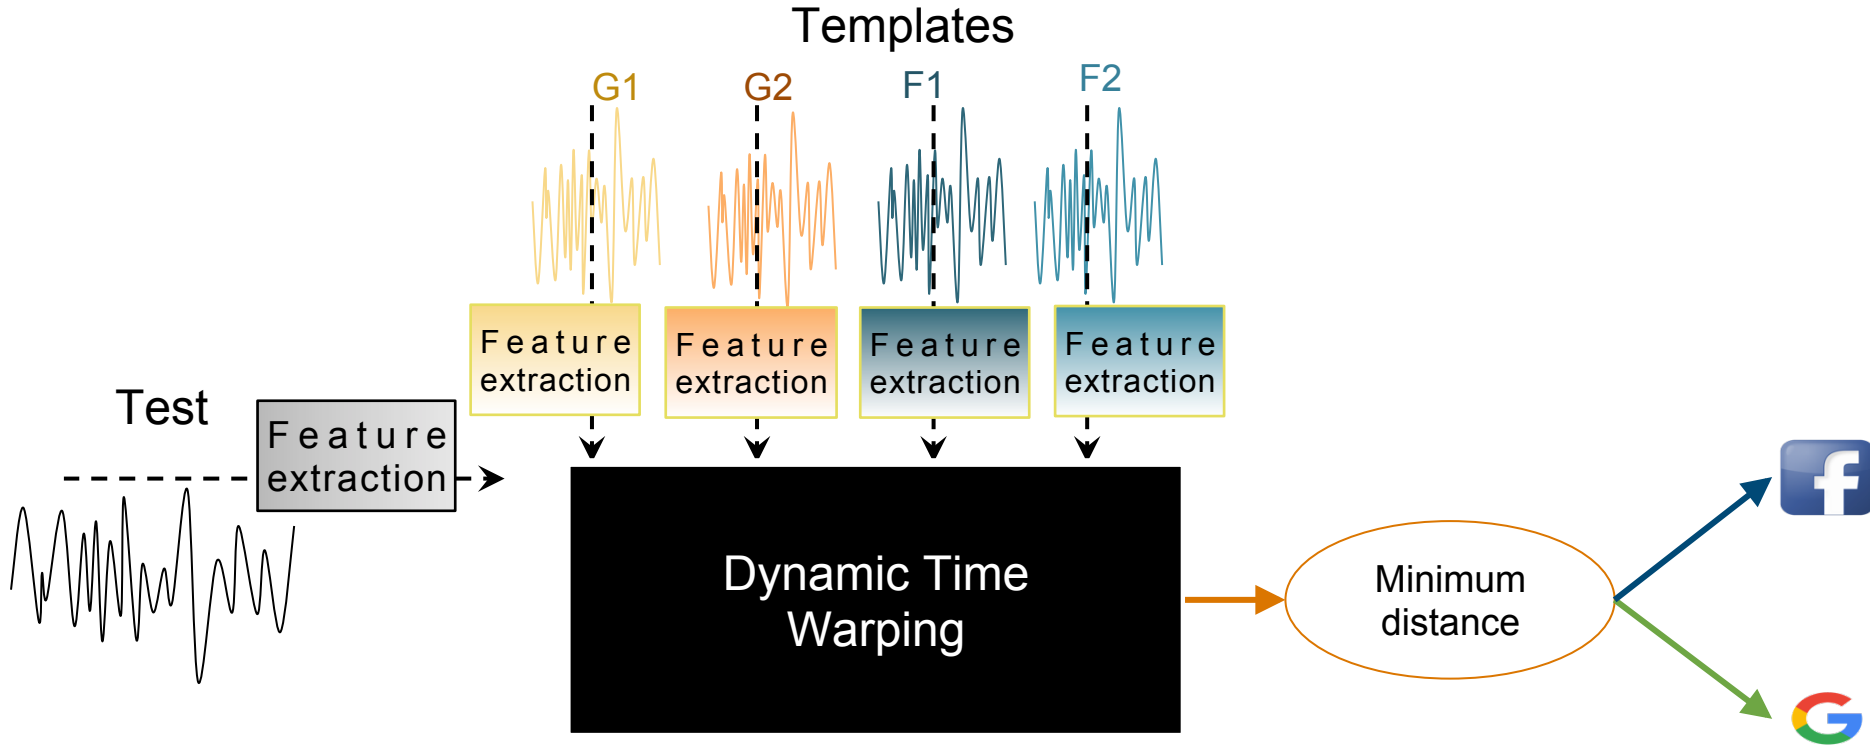 Templates
G1
G2
F1
F2
Feature
extraction
Feature
extraction
Feature
extraction
Feature
extraction
Test
Feature
extraction
Dynamic Time
Warping
Minimum
distance
f
G